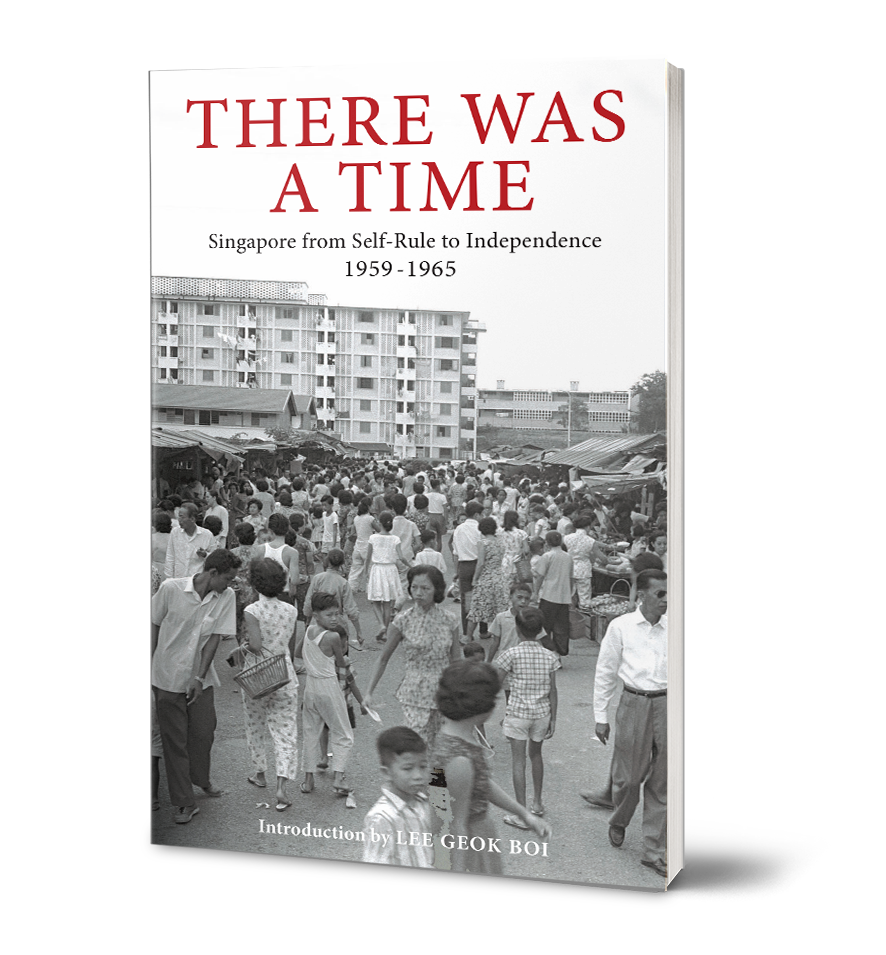 THERE WAS
A TIME
Singapore from Self-Rule to Independence
1959-1965
Introduction by LEE GEOK BOI